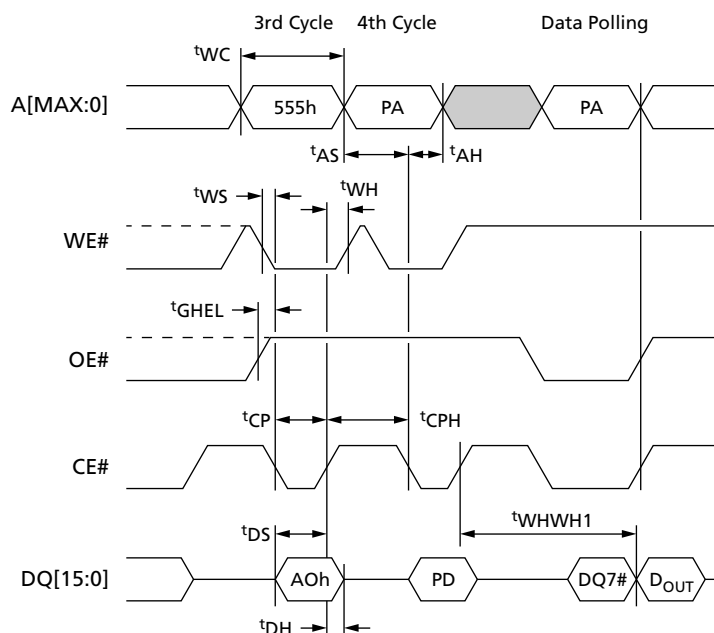 3rd Cycle 4th Cycle Data Polling
tWC
A[MAX:0] 555h PA PA
tAS tAH
tWS tWH
WE#
tGHEL
OE#
tCP tCPH
CE#
tWHWH1
tDS
DQ[15:0] AOh PD DQ7# DOUT
tDH